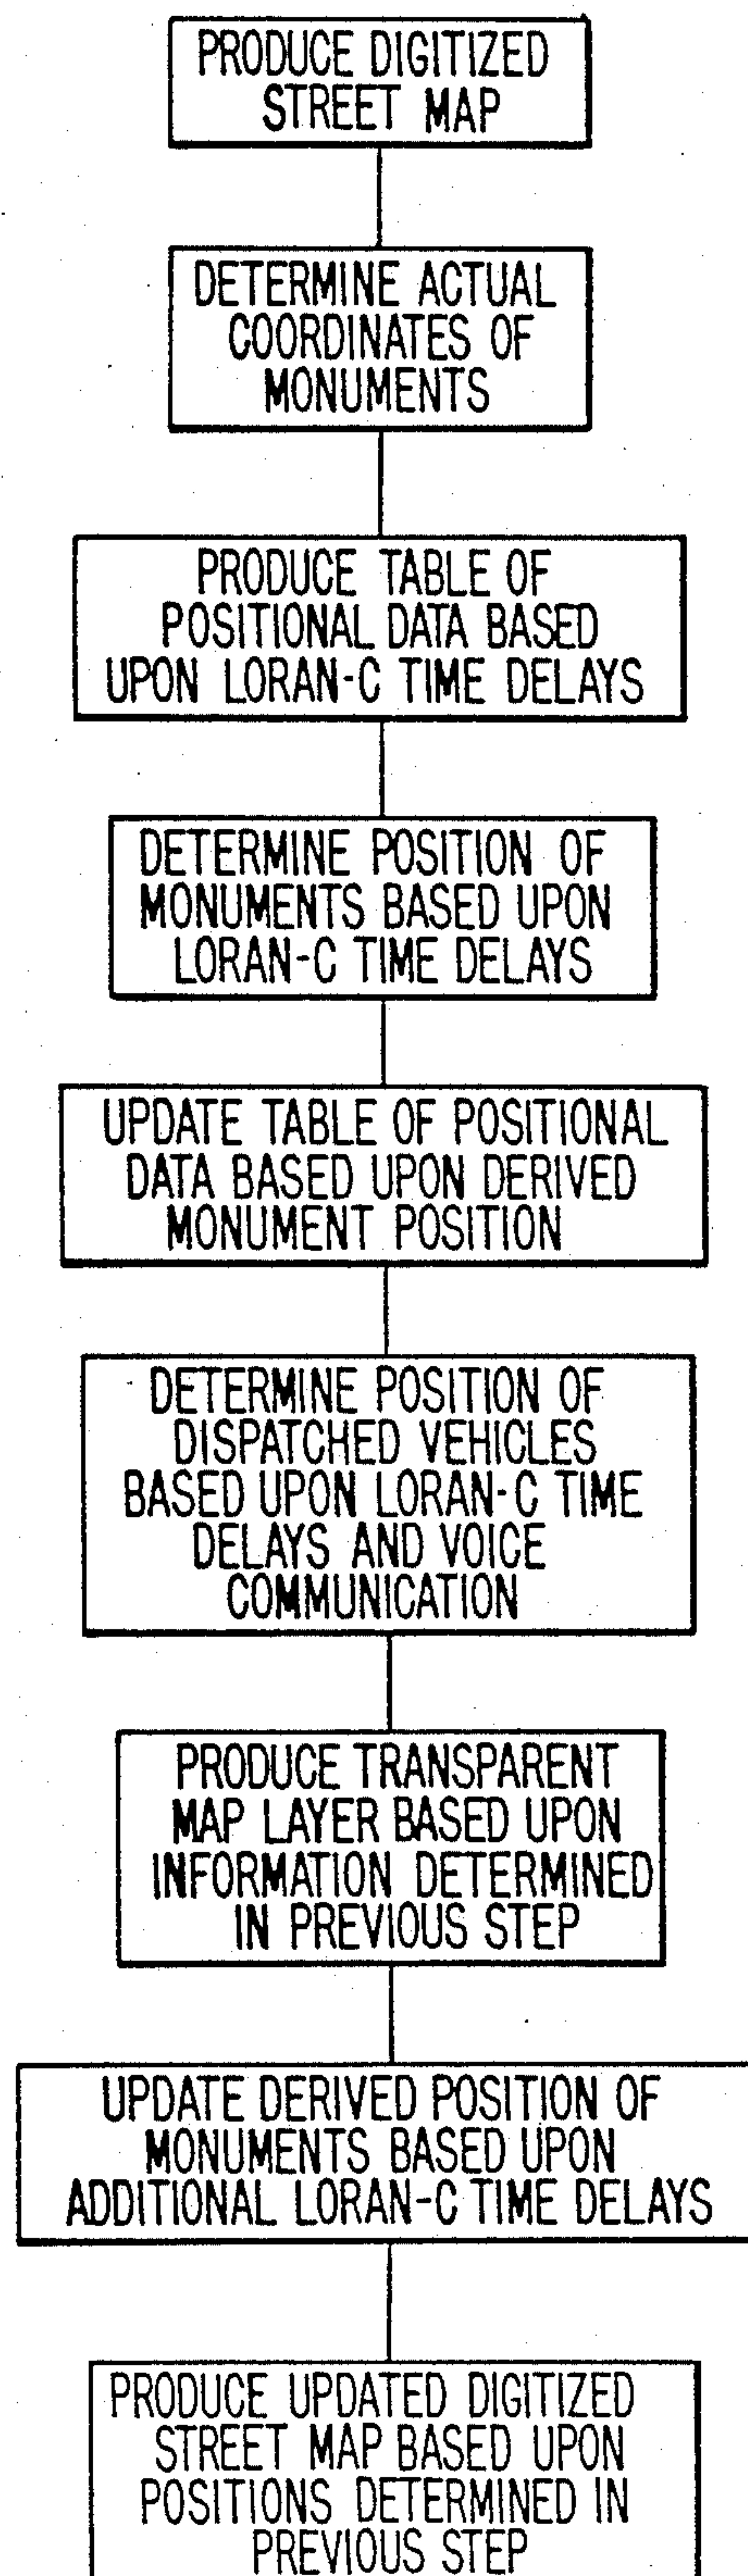 PRODUCE DIGITIZED
STREET MAP
DETERMINE ACTUAL
COORDINATES OF
MONUMENTS
PRODUCE TABLE OF
POSITIONAL DATA BASED
UPON LORAN-C TIME DELAYS
DETERMINE POSITION OF
MONUMENTS BASED UPON
LORAN-C TIME DELAYS
UPDATE TABLE OF POSITIONAL
DATA BASED UPON DERIVED
MONUMENT POSITION
DETERMINE POSITION OF
DISPATCHED VEHICLES
BASED UPON LORAN-C TIME
DELAYS AND VOICE
COMMUNICATION
PRODUCE TRANSPARENT
MAP LAYER BASED UPON
INFORMATION DETERMINED
IN PREVIOUS STEP
UPDATE DERIVED POSITION OF
MONUMENTS BASED UPON
ADDITIONAL LORAN-C TIME DELAYS
PRODUCE UPDATED DIGITIZED
STREET MAP BASED UPON
POSITIONS DETERMINED IN
PREVIOUS STEP